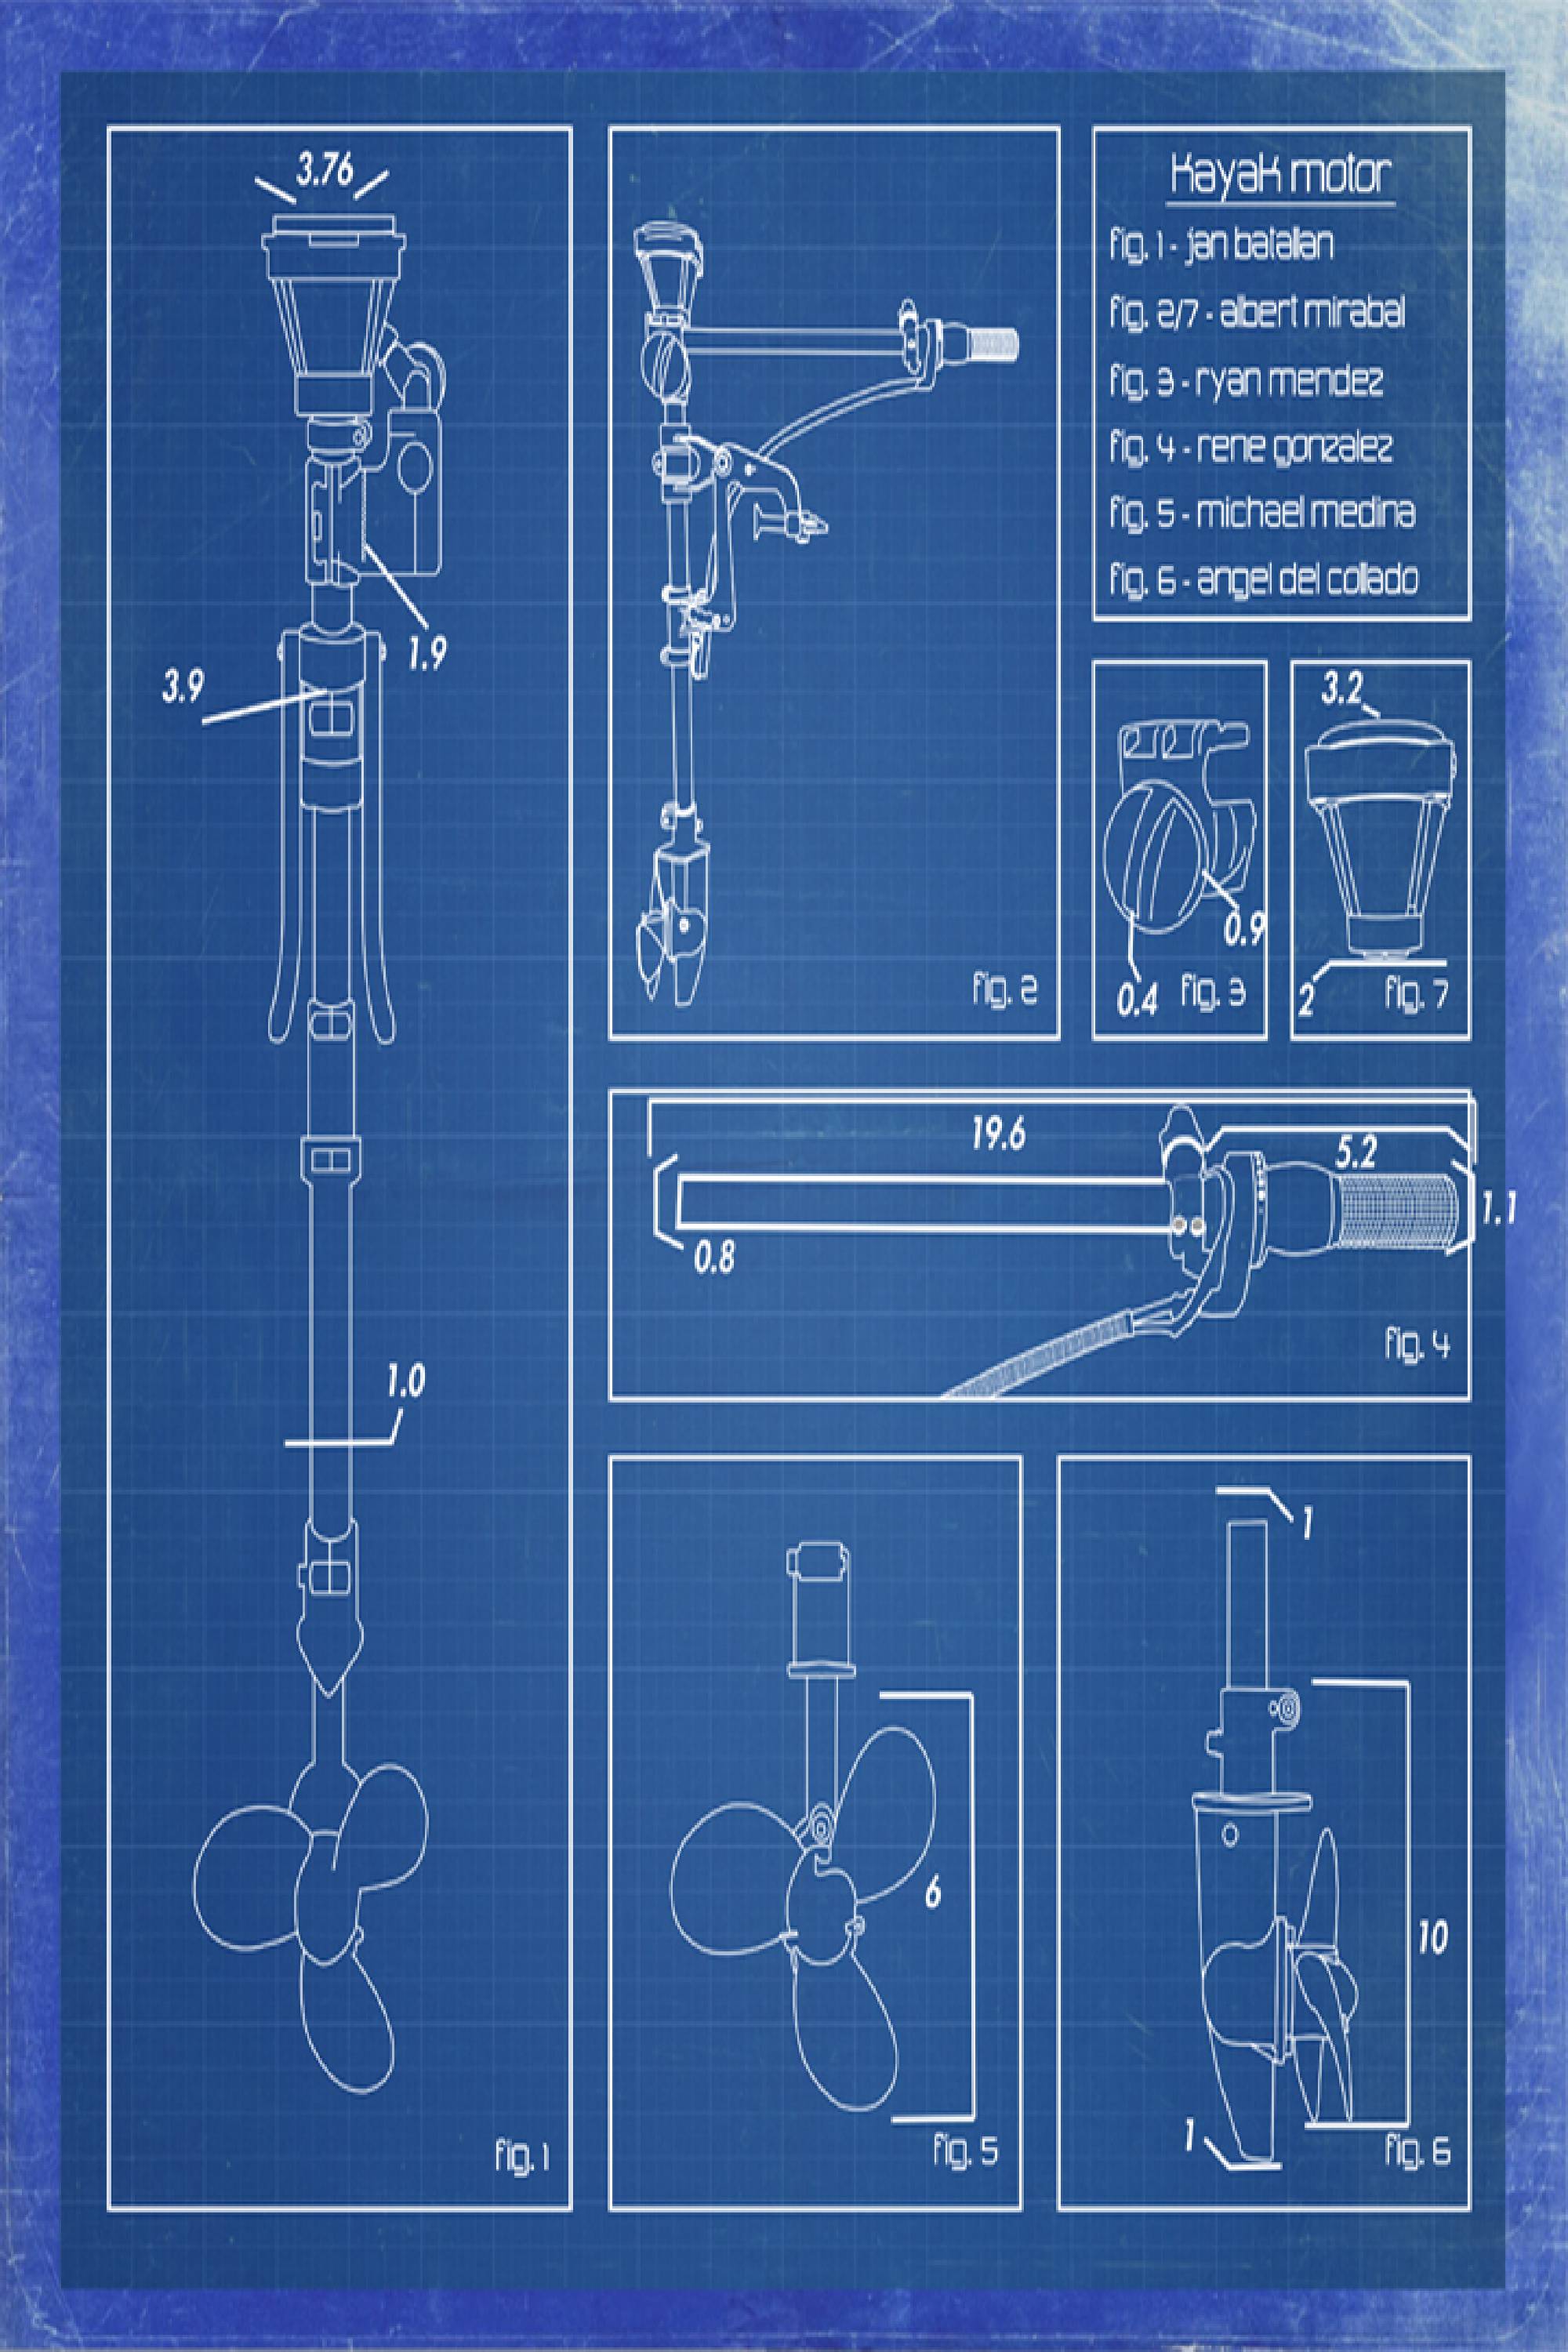 3.76
1.9
3.9
1.0
fig. 1
fig. 2
Kayak motor
fig. 1 - jan batallan
fig. 2/7 - albert mirabal
fig. 3 - ryan mendez
fig. 4 - rene gonzalez
fig. 5 - michael medina
fig. 6 - angel del collado
0.9
0.4
fig. 3
3.2
2
fig. 7
19.6
5.2
1.1
0.8
fig. 4
6
fig. 5
1
10
1
fig. 6